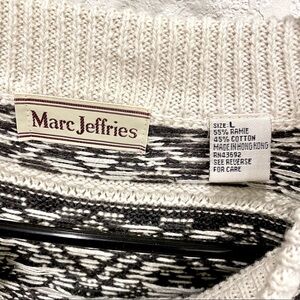 Marc Jeffries
SIZE: L
55% RAMIE
45% COTTON
MADE IN HONG KONG
RN43692
SEE REVERSE
FOR CARE